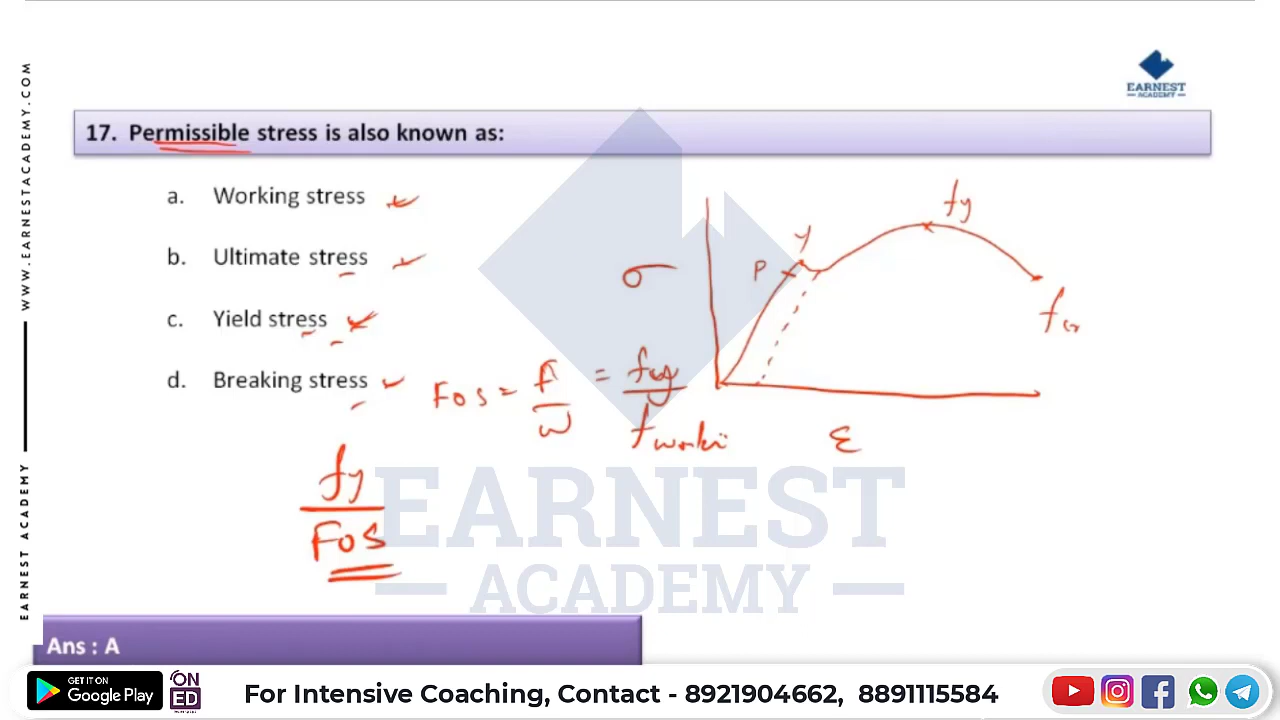 WWW.EARNESTACADEMY.COM
EARNEST ACADEMY
EARNEST
ACADEMY
17. Permissible stress is also known as:
a. Working stress
b. Ultimate stress
c. Yield stress
d. Breaking stress
fy
y
P
σ
ε
FOS = F/W =
fy
FOS
EARNEST
ACADEMY
Ans : A
GET IT ON
Google Play
ON
ED
For Intensive Coaching, Contact - 8921904662, 8891115584